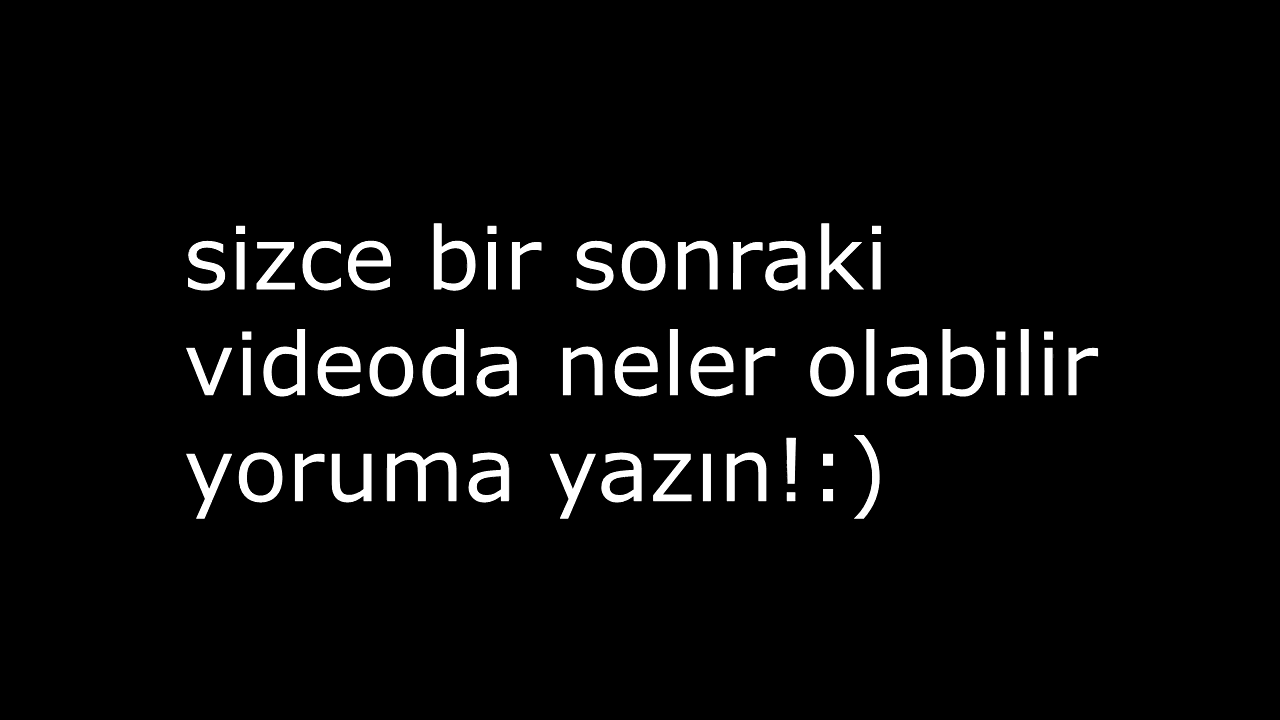 sizce bir sonraki
videoda neler olabilir
yoruma yazın!:)